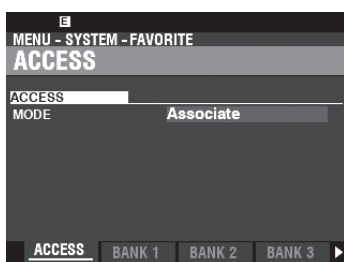 E
MENU - SYSTEM - FAVORITE
ACCESS
ACCESS
MODE Associate
ACCESS BANK 1 BANK 2 BANK 3